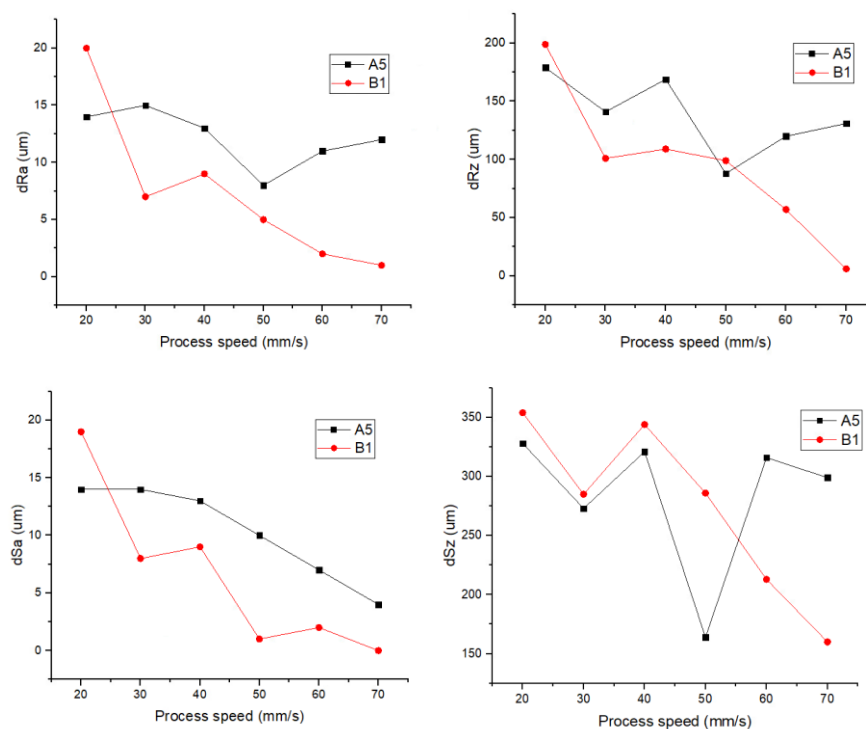 dRa (um)
20
15
10
5
0
A5
B1
20 30 40 50 60 70
Process speed (mm/s)
dRz (um)
200
150
100
50
0
A5
B1
20 30 40 50 60 70
Process speed (mm/s)
dSa (um)
20
15
10
5
0
A5
B1
20 30 40 50 60 70
Process speed (mm/s)
dSz (um)
350
300
250
200
150
A5
B1
20 30 40 50 60 70
Process speed (mm/s)